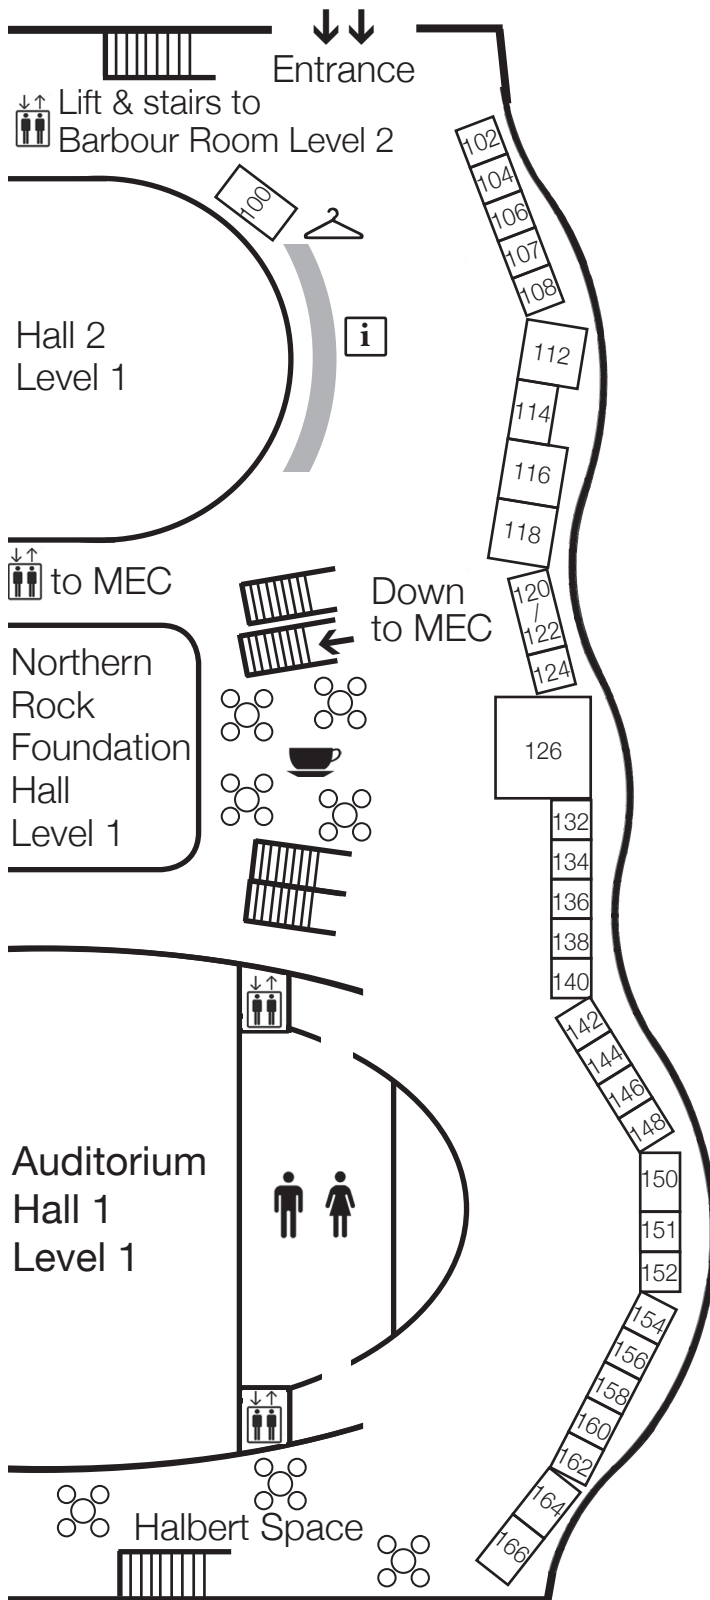 Entrance
Lift & stairs to
Barbour Room Level 2
100
102
104
106
107
108
Hall 2
Level 1
i
112
114
116
118
to MEC
Down
to MEC
120
/
122
124
Northern
Rock
Foundation
Hall
Level 1
126
132
134
136
138
140
142
144
146
148
Auditorium
Hall 1
Level 1
150
151
152
154
156
158
160
162
164
166
Halbert Space